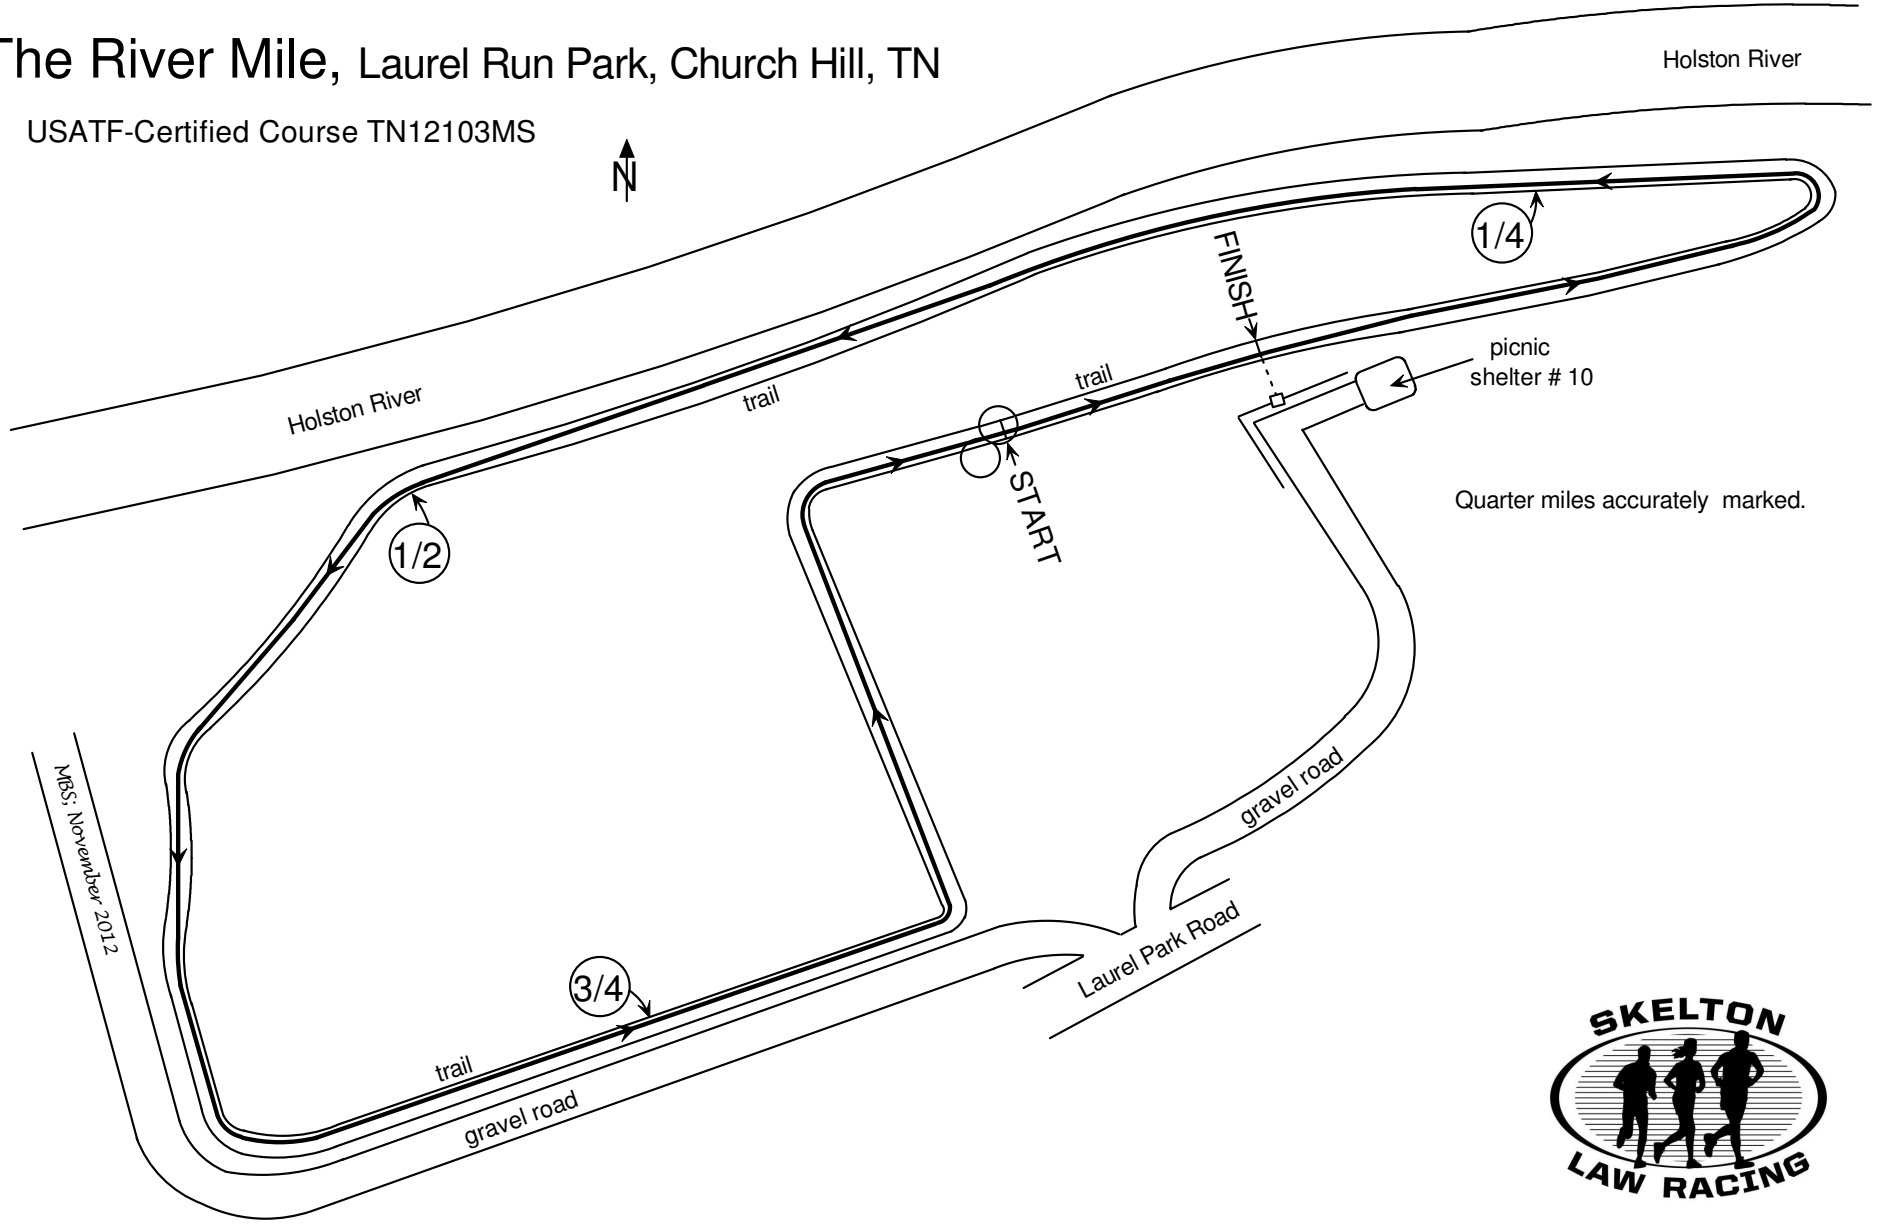 The River Mile, Laurel Run Park, Church Hill, TN
USATF-Certified Course TN12103MS
N
Holston River
1/4
FINISH
picnic
shelter # 10
trail
trail
Holston River
START
Quarter miles accurately marked.
1/2
gravel road
MBS; November 2012
Laurel Park Road
3/4
trail
gravel road
SKELTON
LAW RACING